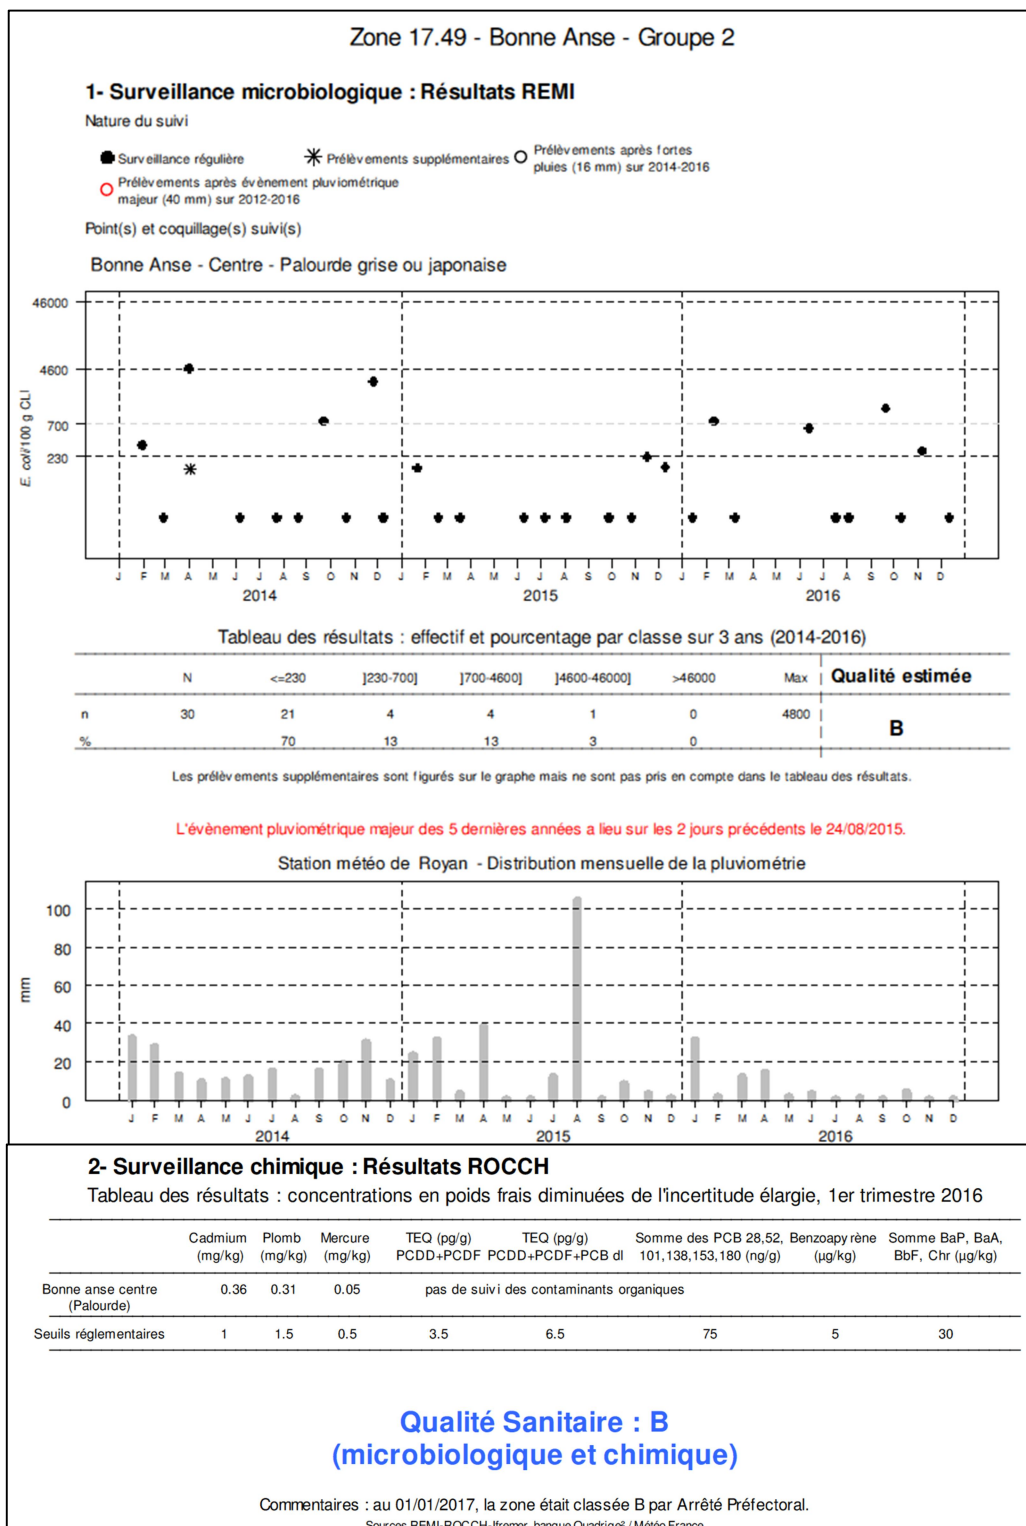 Zone 17.49 - Bonne Anse - Groupe 2
1- Surveillance microbiologique : Résultats REMI
Nature du suivi
Surveillance régulière
Prélèvements supplémentaires
Prélèvements après fortes
pluies (16 mm) sur 2014-2016
Prélèvements après évènement pluviométrique
majeur (40 mm) sur 2012-2016
Point(s) et coquillage(s) suivi(s)
Bonne Anse - Centre - Palourde grise ou japonaise
46000
4600
700
230
E. coli/100 g CLI
J F M A M J J A S O N D J F M A M J J A S O N D J F M A M J J A S O N D
2014 2015 2016
Tableau des résultats : effectif et pourcentage par classe sur 3 ans (2014-2016)
N <=230 ]230-700] ]700-4600] ]4600-46000] >46000 Max Qualité estimée
n 30 21 4 4 1 0 4800
B
% 70 13 13 3 0
Les prélèvements supplémentaires sont figurés sur le graphe mais ne sont pas pris en compte dans le tableau des résultats.
L'évènement pluviométrique majeur des 5 dernières années a lieu sur les 2 jours précédents le 24/08/2015.
Station météo de Royan - Distribution mensuelle de la pluviométrie
100
80
60
40
20
0
mm
J F M A M J J A S O N D J F M A M J J A S O N D J F M A M J J A S O N D
2014 2015 2016
2- Surveillance chimique : Résultats ROCCH
Tableau des résultats : concentrations en poids frais diminuées de l'incertitude élargie, 1er trimestre 2016
Cadmium Plomb Mercure TEQ (pg/g) TEQ (pg/g) Somme des PCB 28,52, Benzoapyrène Somme BaP, BaA,
(mg/kg) (mg/kg) (mg/kg) PCDD+PCDF PCDD+PCDF+PCB dl 101,138,153,180 (ng/g) (µg/kg) BbF, Chr (µg/kg)
Bonne anse centre 0.36 0.31 0.05 pas de suivi des contaminants organiques
(Palourde)
Seuils réglementaires 1 1.5 0.5 3.5 6.5 75 5 30
Qualité Sanitaire : B
(microbiologique et chimique)
Commentaires : au 01/01/2017, la zone était classée B par Arrêté Préfectoral.
Sources REMI-ROCCH-Ifremer, banque Quadrige² / Météo France